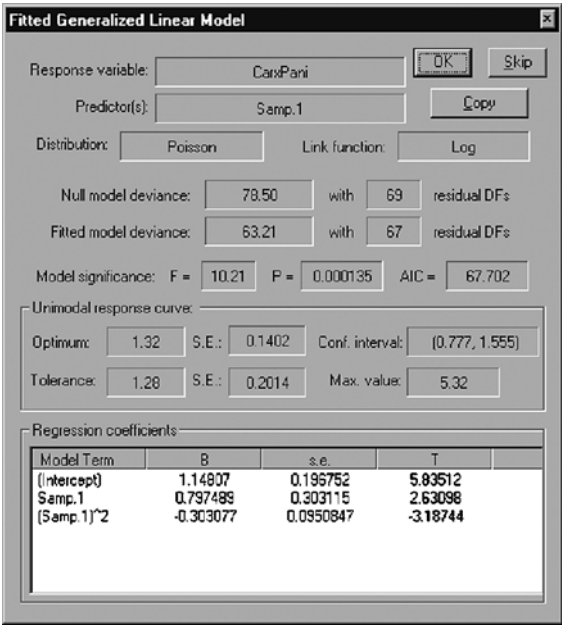 Fitted Generalized Linear Model
Response variable: CarxPani OK Skip
Predictor(s): Samp.1 Copy
Distribution: Poisson Link function: Log
Null model deviance: 78.50 with 69 residual DFs
Fitted model deviance: 63.21 with 67 residual DFs
Model significance: F = 10.21 P = 0.000135 AIC = 67.702
Unimodal response curve:
Optimum: 1.32 S.E.: 0.1402 Conf. interval: (0.777, 1.555)
Tolerance: 1.28 S.E.: 0.2014 Max. value: 5.32
Regression coefficients
Model Term B s.e. T
(Intercept) 1.14807 0.196752 5.83512
Samp.1 0.797489 0.303115 2.63098
(Samp.1)^2 -0.303077 0.0950847 -3.18744